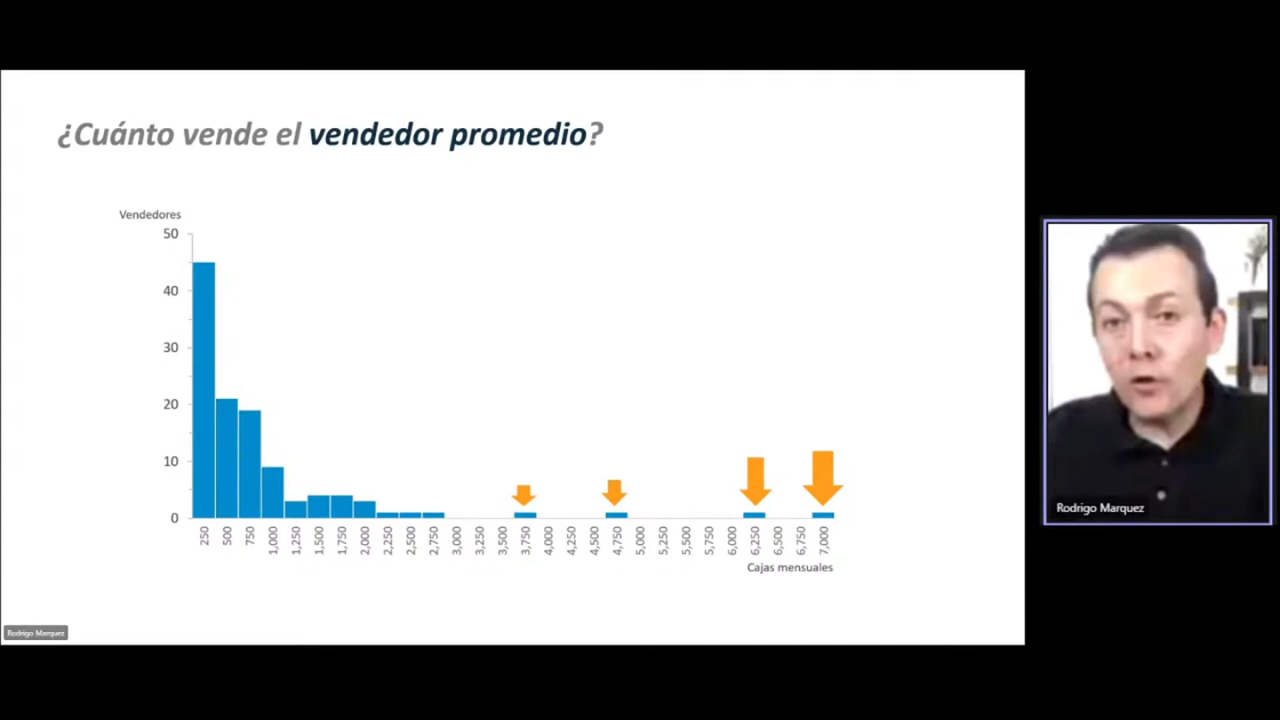 ¿Cuánto vende el vendedor promedio?
Vendedores
50
40
30
20
10
0
250 500 750 1,000 1,250 1,500 1,750 2,000 2,250 2,500 2,750 3,000 3,250 3,500 3,750 4,000 4,250 4,500 4,750 5,000 5,250 5,500 5,750 6,000 6,250 6,500 6,750 7,000
Cajas mensuales
Rodrigo Marquez
Rodrigo Marquez